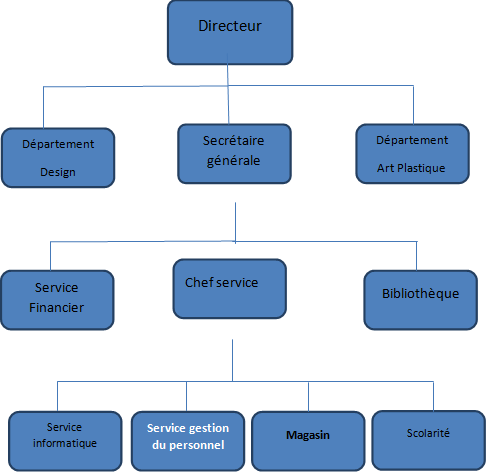 Directeur
Département
Design
Secrétaire
générale
Département
Art Plastique
Service
Financier
Chef service
Bibliothèque
Service
informatique
Service gestion
du personnel
Magasin
Scolarité